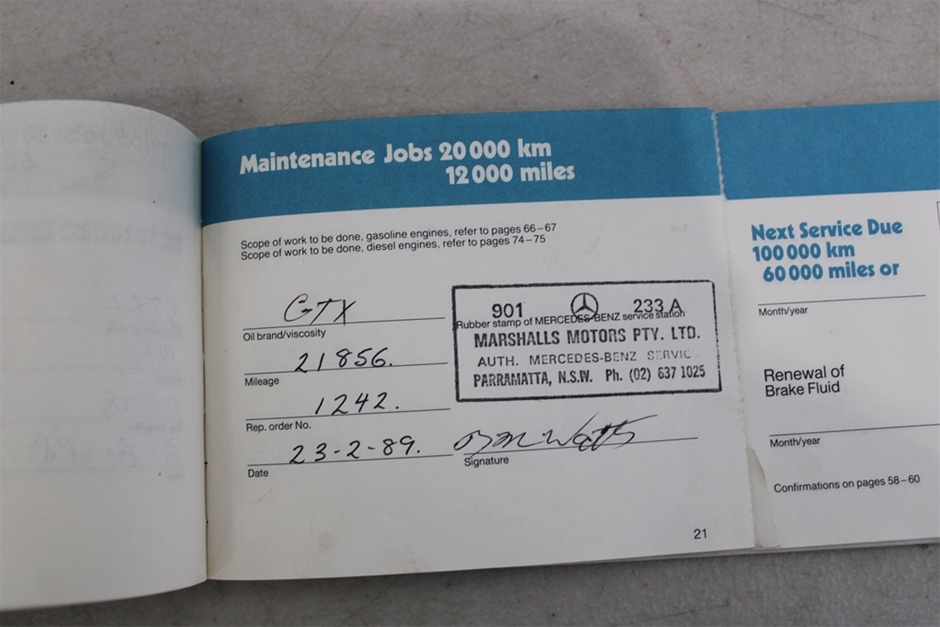 Maintenance Jobs 20 000 km
12 000 miles
Scope of work to be done, gasoline engines, refer to pages 66–67
Scope of work to be done, diesel engines, refer to pages 74–75
GTX
Oil brand/viscosity
21856.
Mileage
1242.
Rep. order No.
23-2-89.
Date
901 233 A
Rubber stamp of MERCEDES-BENZ service station
MARSHALLS MOTORS PTY. LTD.
AUTH. MERCEDES-BENZ SERVIC
PARRAMATTA, N.S.W. Ph. (02) 637 1025
Watts
Signature
21
Next Service Due
100 000 km
60 000 miles or
Month/year
Renewal of
Brake Fluid
Month/year
Confirmations on pages 58–60